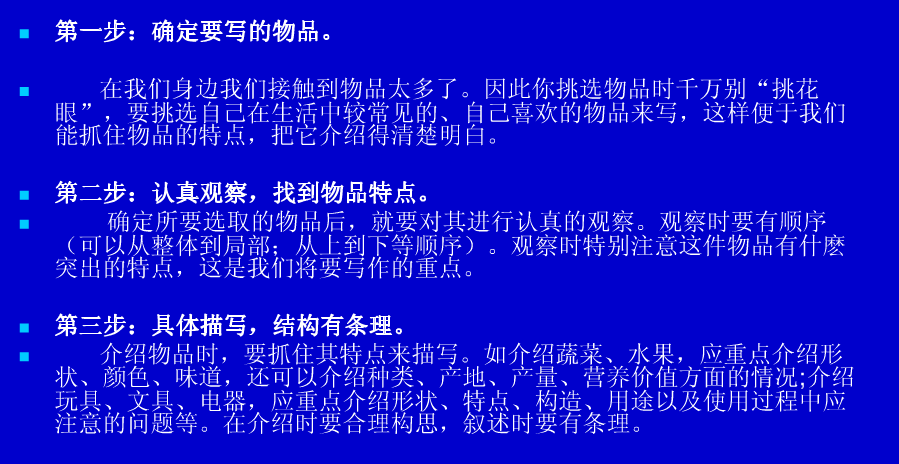 第一步：确定要写的物品。
在我们身边我们接触到物品太多了。因此你挑选物品时千万别“挑花
眼”，要挑选自己在生活中较常见的、自己喜欢的物品来写，这样便于我们
能抓住物品的特点，把它介绍得清楚明白。
第二步：认真观察，找到物品特点。
确定所要选取的物品后，就要对其进行认真的观察。观察时要有顺序
（可以从整体到局部；从上到下等顺序）。观察时特别注意这件物品有什麽
突出的特点，这是我们将要写作的重点。
第三步：具体描写，结构有条理。
介绍物品时，要抓住其特点来描写。如介绍蔬菜、水果，应重点介绍形
状、颜色、味道，还可以介绍种类、产地、产量、营养价值方面的情况;介绍
玩具、文具、电器，应重点介绍形状、特点、构造、用途以及使用过程中应
注意的问题等。在介绍时要合理构思，叙述时要有条理。